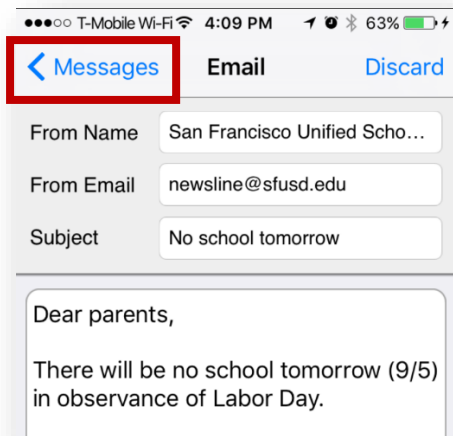 T-Mobile Wi-Fi 4:09 PM 63%
Messages Email Discard
From Name San Francisco Unified Scho...
From Email newsline@sfusd.edu
Subject No school tomorrow
Dear parents,
There will be no school tomorrow (9/5)
in observance of Labor Day.